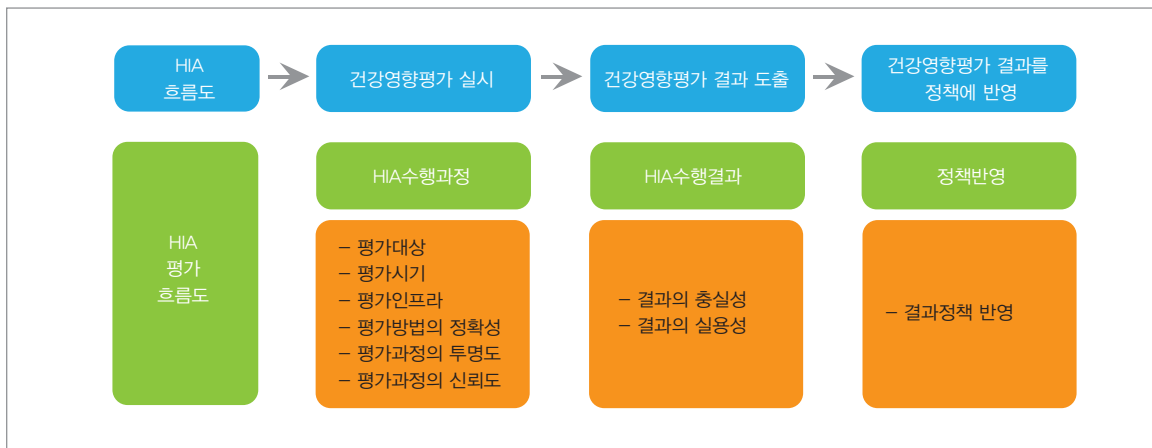 HIA
흐름도
건강영향평가 실시
건강영향평가 결과 도출
건강영향평가 결과를
정책에 반영
HIA
평가
흐름도
HIA수행과정
HIA수행결과
정책반영
– 평가대상
– 평가시기
– 평가인프라
– 평가방법의 정확성
– 평가과정의 투명도
– 평가과정의 신뢰도
– 결과의 충실성
– 결과의 실용성
– 결과정책 반영